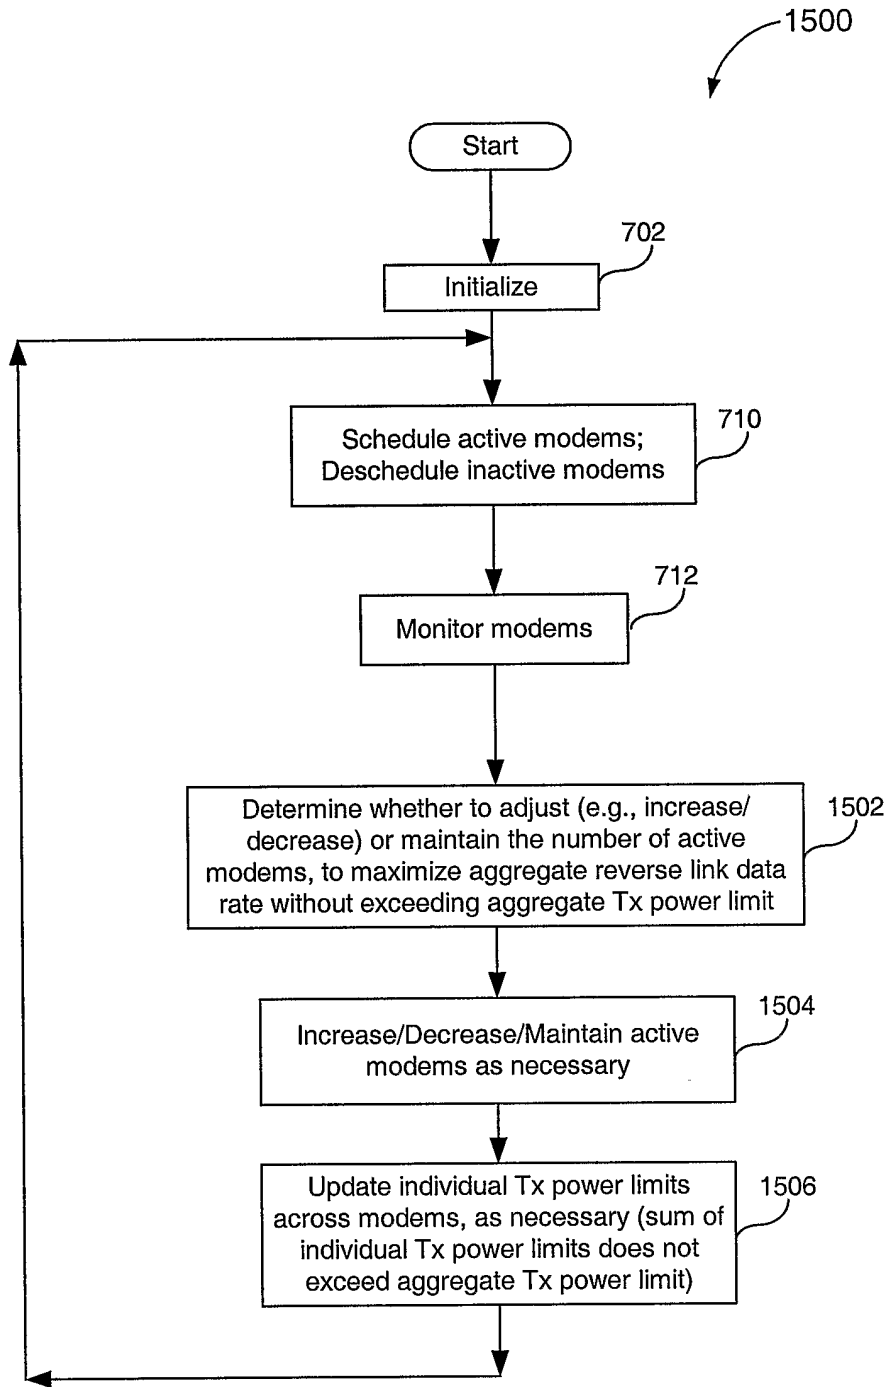 1500
Start
702
Initialize
710
Schedule active modems;
Deschedule inactive modems
712
Monitor modems
1502
Determine whether to adjust (e.g., increase/
decrease) or maintain the number of active
modems, to maximize aggregate reverse link data
rate without exceeding aggregate Tx power limit
1504
Increase/Decrease/Maintain active
modems as necessary
1506
Update individual Tx power limits
across modems, as necessary (sum of
individual Tx power limits does not
exceed aggregate Tx power limit)